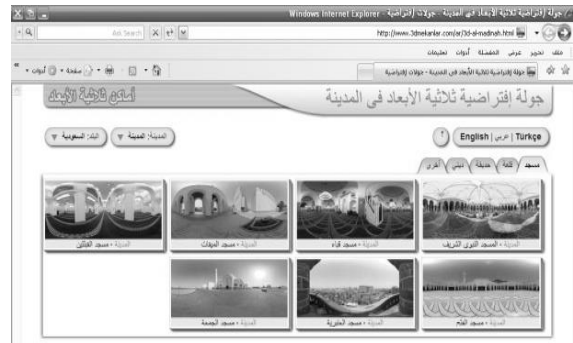 جولة إفتراضية ثلاثية الأبعاد في المدينة - جولات إفتراضية - Windows Internet Explorer
http://www.3dmekanlar.com/ar/3d-al-madinah.html
Ask Search
ملف تحرير عرض المفضلة أدوات تعليمات
جولة إفتراضية ثلاثية الأبعاد في المدينة - جولات إفتراضية
صفحة أدوات
جولة إفتراضية ثلاثية الأبعاد في المدينة
أماكن ثلاثية الأبعاد
Türkçe | عربي | English
؟
المدينة: المدينة
البلد: السعودية
مسجد كلغة حديقة ديني أخرى
المدينة • المسجد النبوي الشريف
المدينة • مسجد قباء
المدينة • مسجد الميقات
المدينة • مسجد القبلتين
المدينة • مسجد
المدينة • مسجد العنبرية
المدينة • مسجد الجمعة